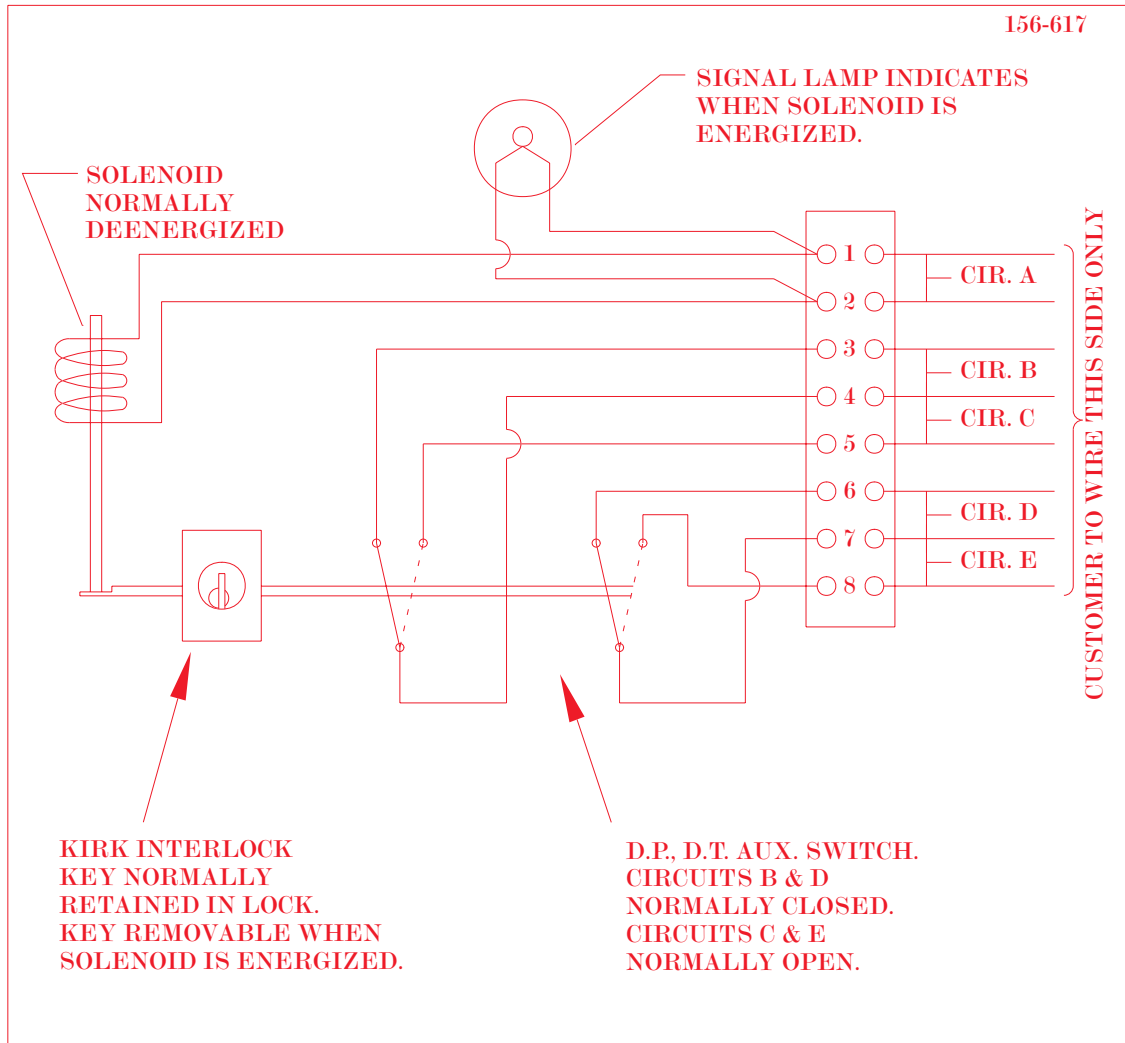 156-617
SIGNAL LAMP INDICATES
WHEN SOLENOID IS
ENERGIZED.
SOLENOID
NORMALLY
DEENERGIZED
1
CIR. A
2
3
CIR. B
4
CIR. C
5
6
CIR. D
7
CIR. E
8
CUSTOMER TO WIRE THIS SIDE ONLY
KIRK INTERLOCK
KEY NORMALLY
RETAINED IN LOCK.
KEY REMOVABLE WHEN
SOLENOID IS ENERGIZED.
D.P., D.T. AUX. SWITCH.
CIRCUITS B & D
NORMALLY CLOSED.
CIRCUITS C & E
NORMALLY OPEN.